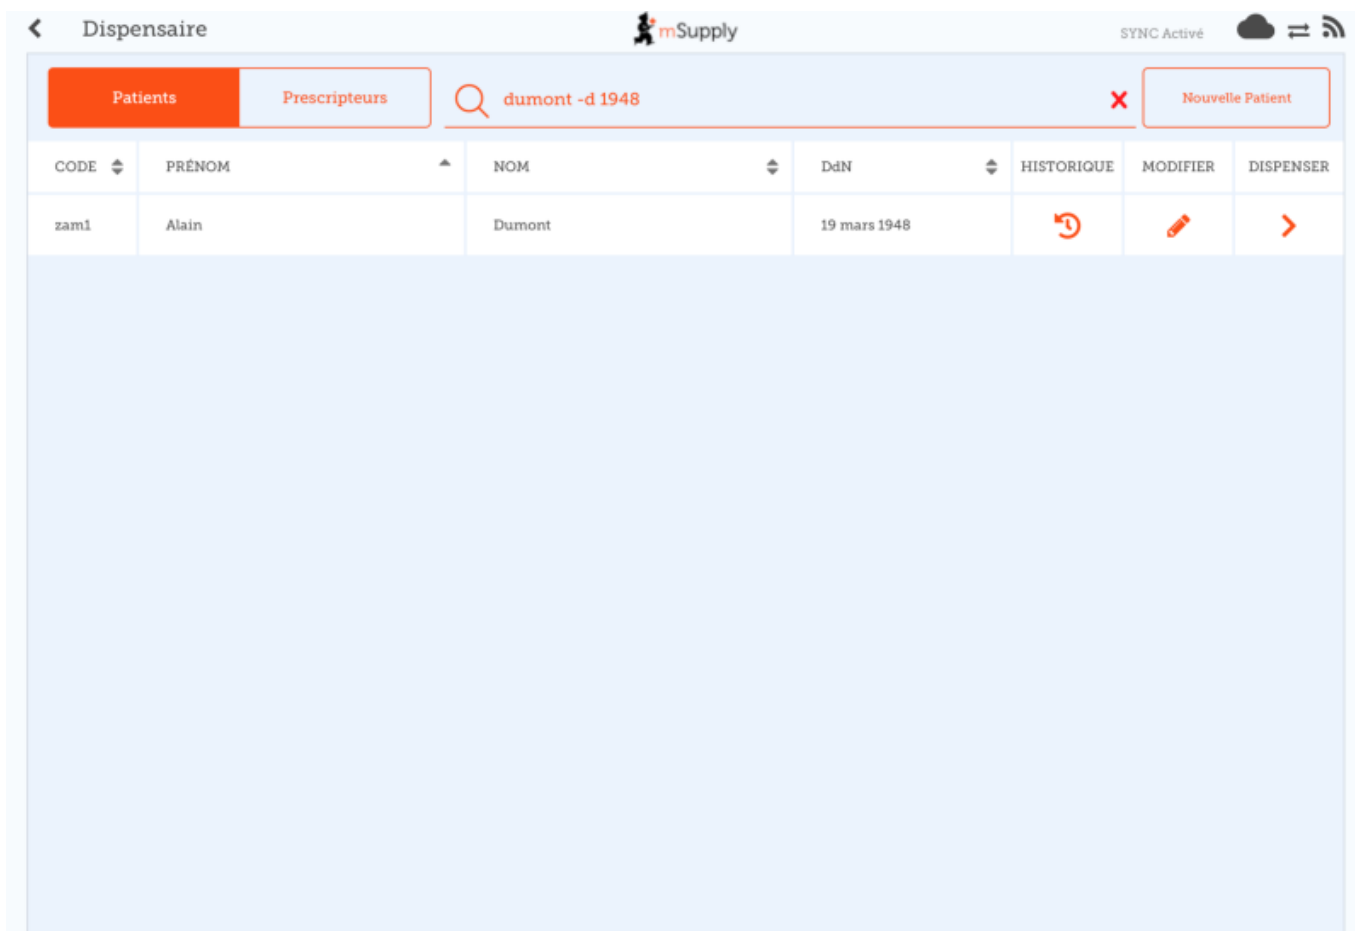 Dispensaire
mSupply
SYNC Activé
Patients
Prescripteurs
dumont -d 1948
Nouvelle Patient
CODE PRÉNOM NOM DdN HISTORIQUE MODIFIER DISPENSER
zam1 Alain Dumont 19 mars 1948